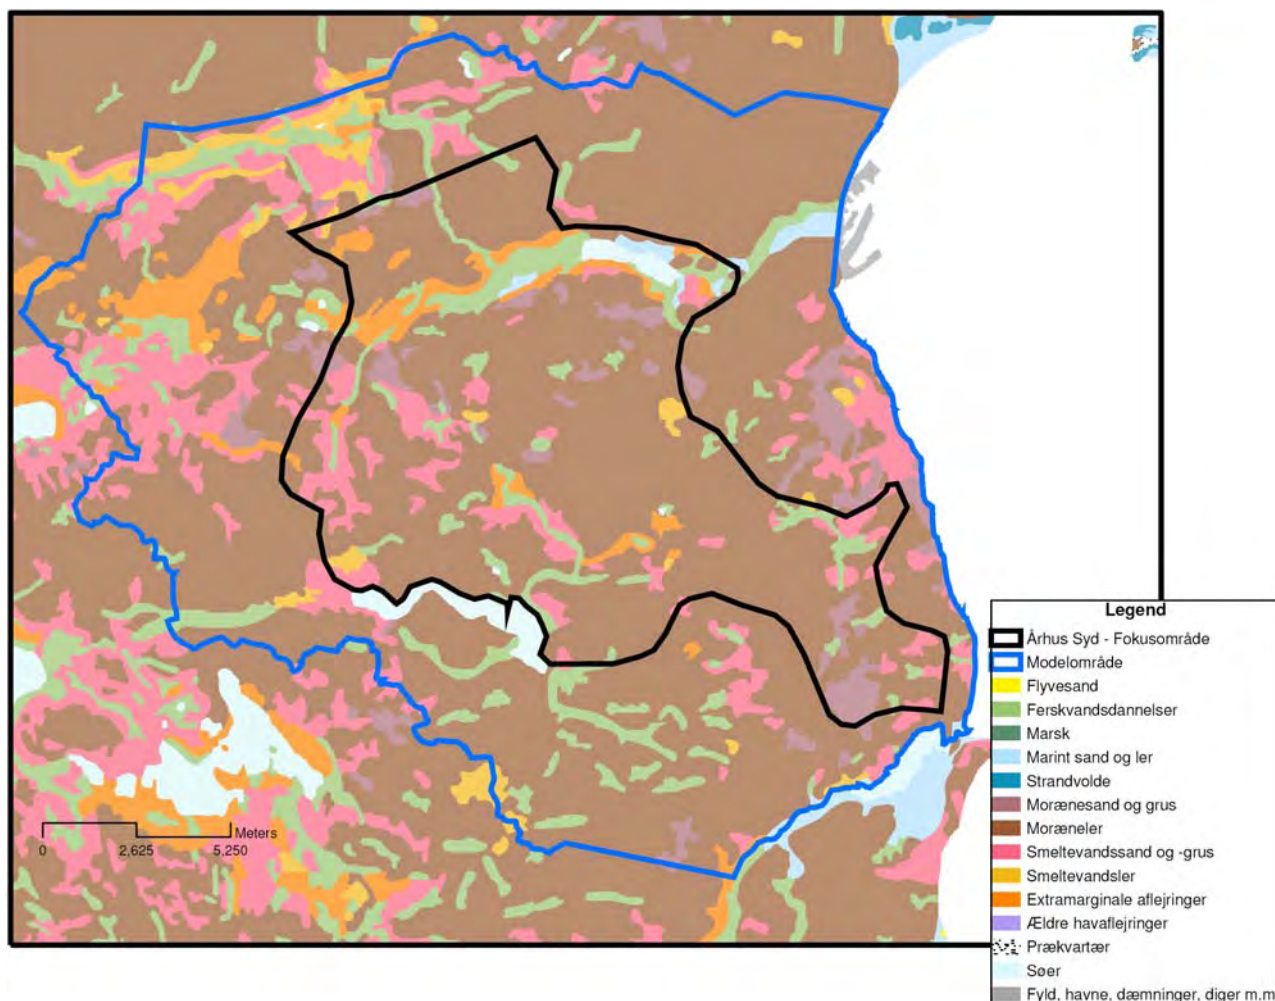 Legend
Århus Syd - Fokusområde
Modelområde
Flyvesand
Ferskvandsdannelser
Marsk
Marint sand og ler
Strandvolde
Morænesand og grus
Moræneler
Smeltevandssand og -grus
Smeltevandsler
Extramarginale aflejringer
Ældre havaflejringer
Prækvartær
Søer
Fyld, havne, dæmninger, diger m.m
Meters
0 2,625 5,250